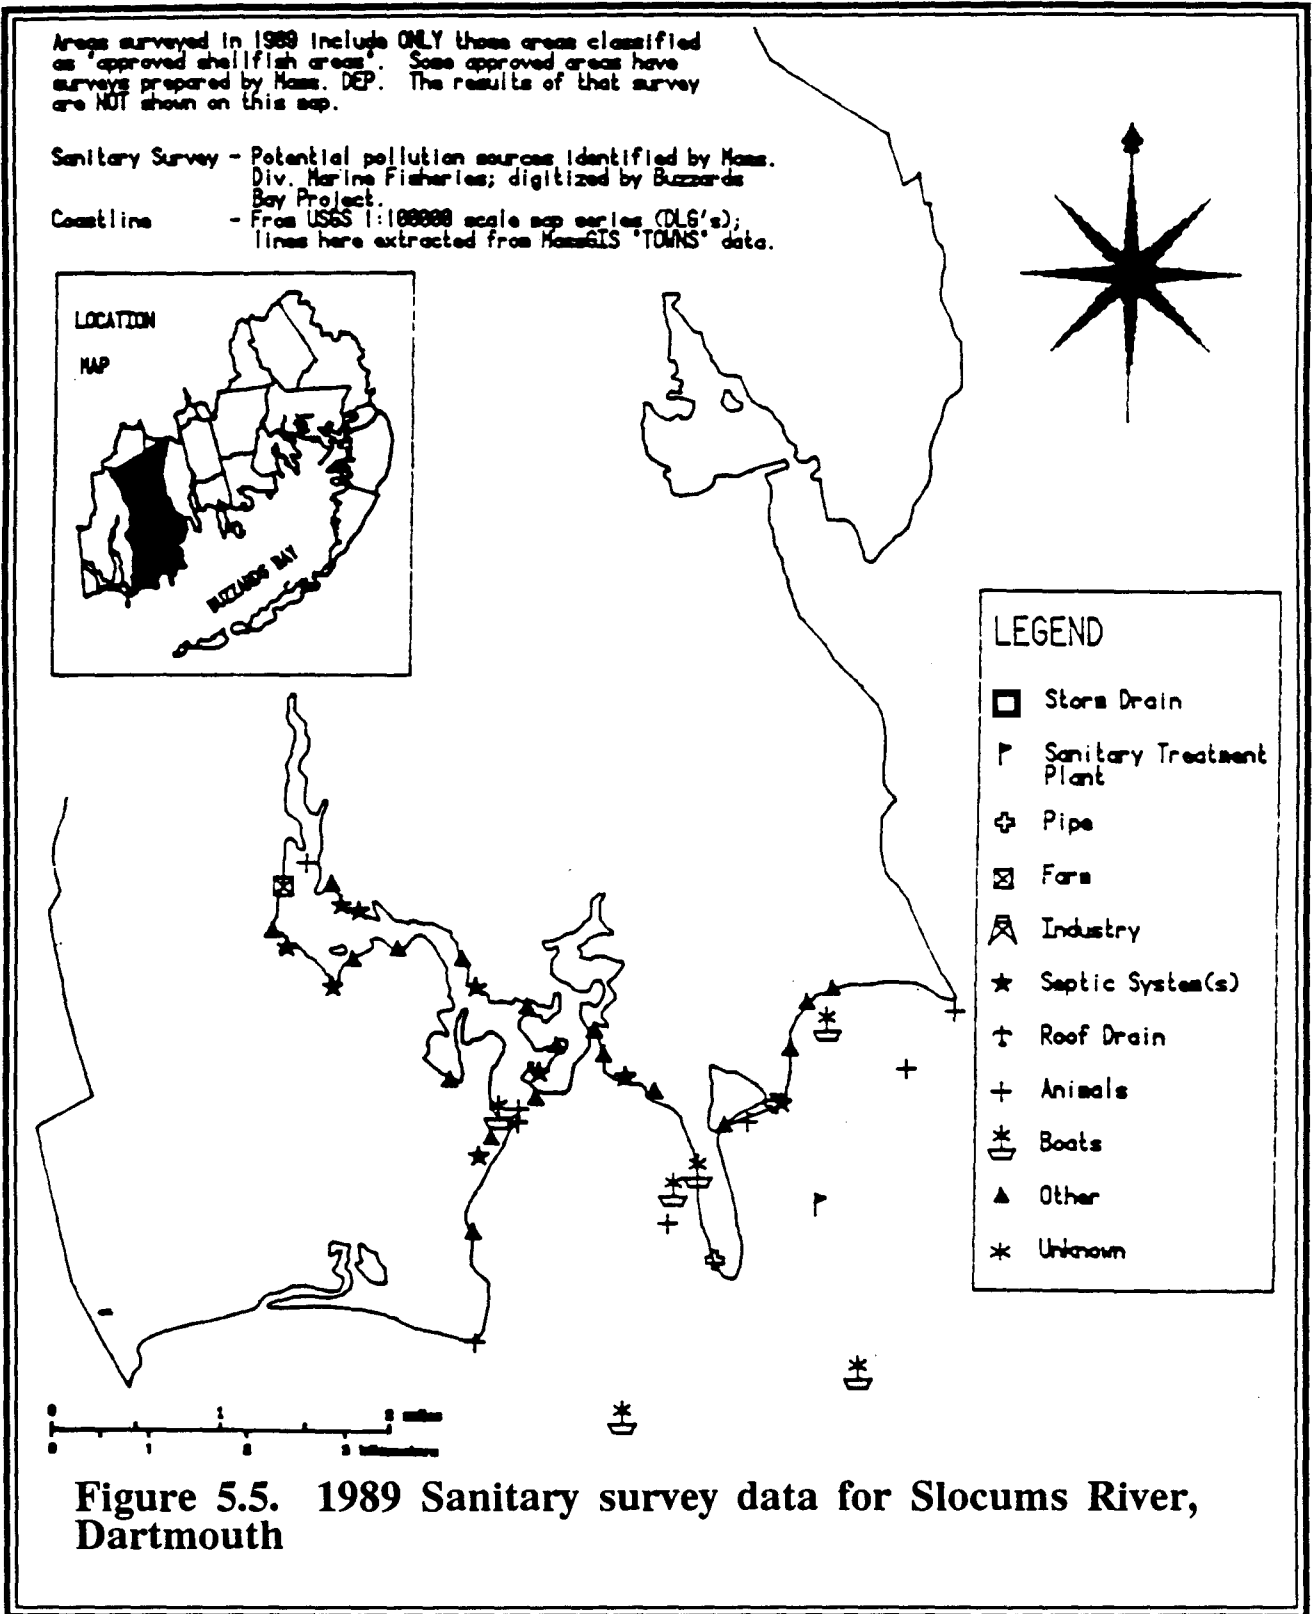 Areas surveyed in 1989 include ONLY those areas classified
as "approved shellfish areas". Some approved areas have
surveys prepared by Mass. DEP. The results of that survey
are NOT shown on this map.
Sanitary Survey - Potential pollution sources identified by Mass.
Div. Marine Fisheries; digitized by Buzzards
Bay Project.
Coastline - From USGS 1:100000 scale map series (DLG's);
lines here extracted from MassGIS "TOWNS" data.
LOCATION
MAP
BUZZARDS BAY
LEGEND
Storm Drain
Sanitary Treatment
Plant
Pipe
Farm
Industry
Septic System(s)
Roof Drain
Animals
Boats
Other
Unknown
0 1 2 miles
0 1 2 3 kilometers
Figure 5.5. 1989 Sanitary survey data for Slocums River,
Dartmouth